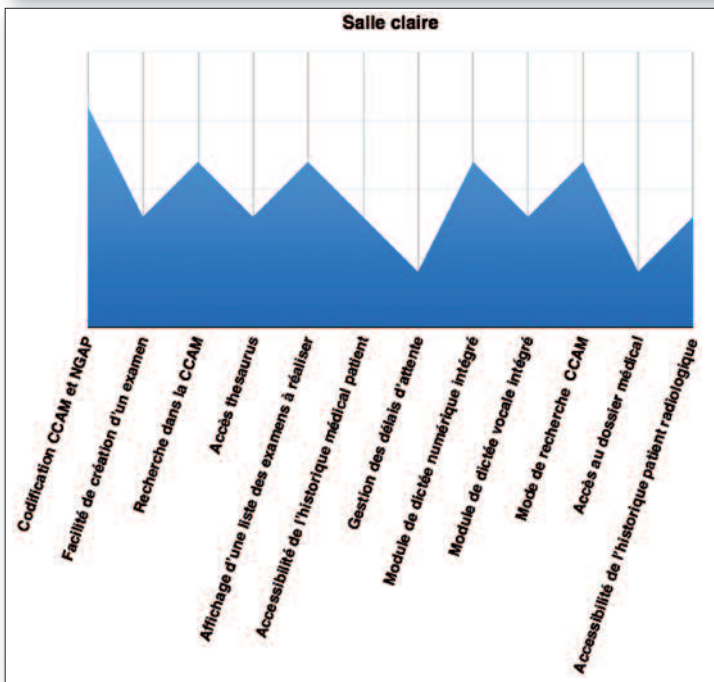 Salle claire
Codification CCAM et NGAP
Facilité de création d'un examen
Recherche dans la CCAM
Accès thesaurus
Affichage d'une liste des examens à réaliser
Accessibilité de l'historique médical patient
Gestion des délais d'attente
Module de dictée numérique intégré
Module de dictée vocale intégré
Mode de recherche CCAM
Accès au dossier médical
Accessibilité de l'historique patient radiologique